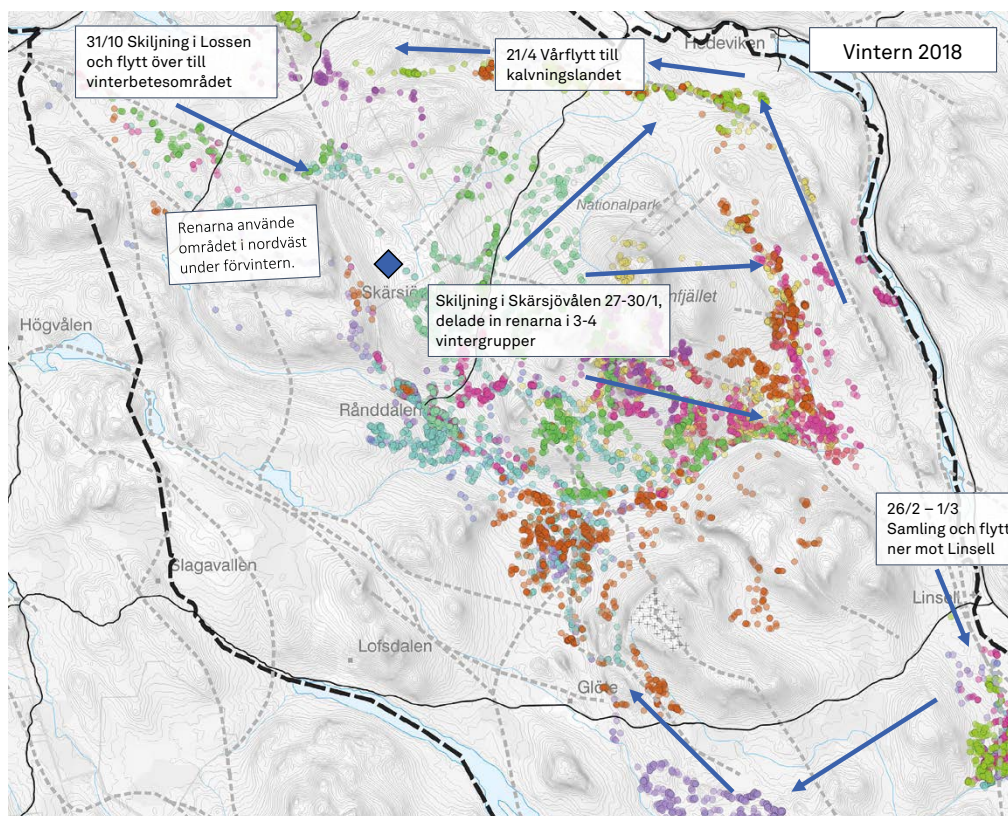 31/10 Skiljning i Lossen
och flytt över till
vinterbetesområdet
21/4 Vårflytt till
kalvningslandet
Hedeviken
Vintern 2018
Renarna använde
området i nordväst
under förvintern.
Nationalpark
Skärsjö
Skiljning i Skärsjövålen 27-30/1,
delade in renarna i 3-4
vintergrupper
nfjället
Högvålen
Rånddalen
26/2 – 1/3
Samling och flytt
ner mot Linsell
Slagavallen
Linsell
Lofsdalen
Glöte